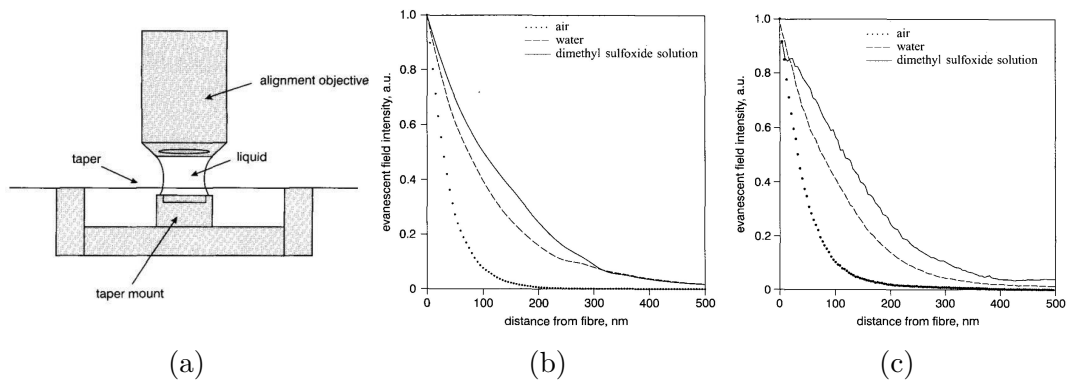 alignment objective
taper
liquid
taper mount
(a)
1.0
0.8
0.6
0.4
0.2
0
evanescent field intensity, a.u.
air
water
dimethyl sulfoxide solution
0 100 200 300 400 500
distance from fibre, nm
(b)
1.0
0.8
0.6
0.4
0.2
0
evanescent field intensity, a.u.
air
water
dimethyl sulfoxide solution
0 100 200 300 400 500
distance from fibre, nm
(c)